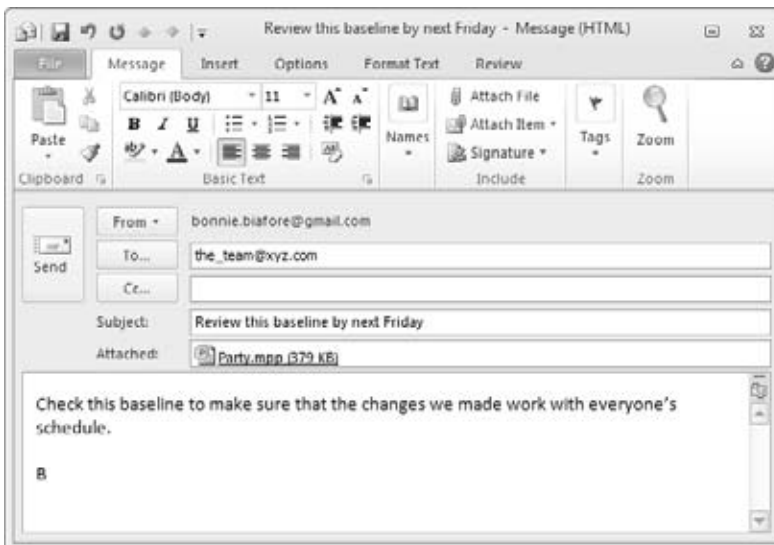 Review this baseline by next Friday - Message (HTML)
File Message Insert Options Format Text Review
Paste
Clipboard
Calibri (Body) 11 A A
B I U
ab A
Basic Text
Names
Attach File
Attach Item
Signature
Include
Tags
Zoom
Zoom
Send
From bonnie.biafore@gmail.com
To... the_team@xyz.com
Cc...
Subject: Review this baseline by next Friday
Attached: Party.mpp (379 KB)
Check this baseline to make sure that the changes we made work with everyone's
schedule.
B